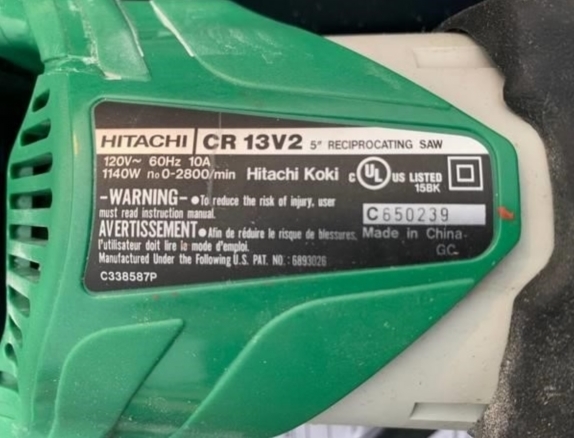 HITACHI CR 13V2 5" RECIPROCATING SAW
120V~ 60Hz 10A
1140W no 0-2800/min Hitachi Koki c UL US LISTED
15BK
-WARNING- ●To reduce the risk of injury, user
must read instruction manual.
C650239
AVERTISSEMENT ●Afin de réduire le risque de blessures, Made in China
l'utilisateur doit lire le mode d'emploi. GC
Manufactured Under the Following U.S. PAT. NO. :6893026
C338587P